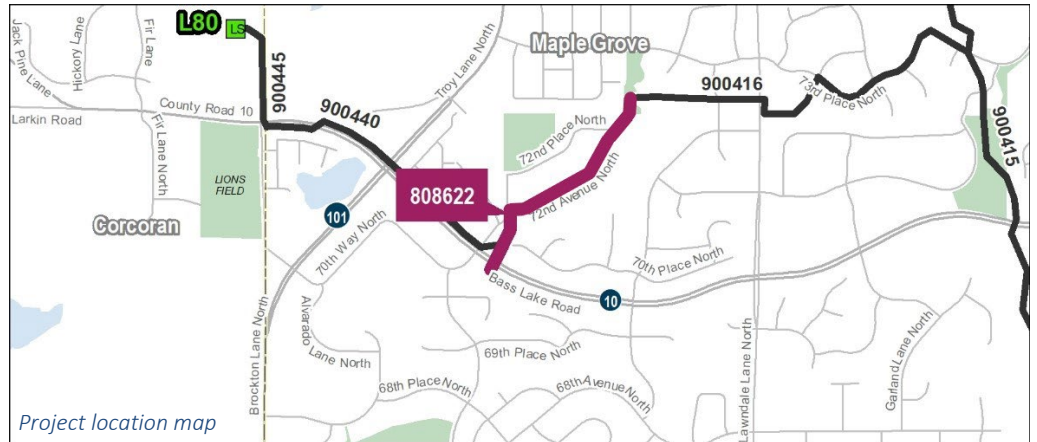 L80
LS
Jack Pine Lane
Hickory Lane
Fir Lane
900445
Troy Lane North
Maple Grove
900416
73rd Place North
County Road 10
900440
Larkin Road
Fir Lane North
LIONS
FIELD
72nd Place North
900415
808622
72nd Avenue North
Corcoran
101
70th Way North
70th Place North
Bass Lake Road
10
Brockton Lane North
Alvarado
Lane North
69th Place North
68th Place North
68th Avenue North
Lawndale Lane North
Garland Lane North
Project location map